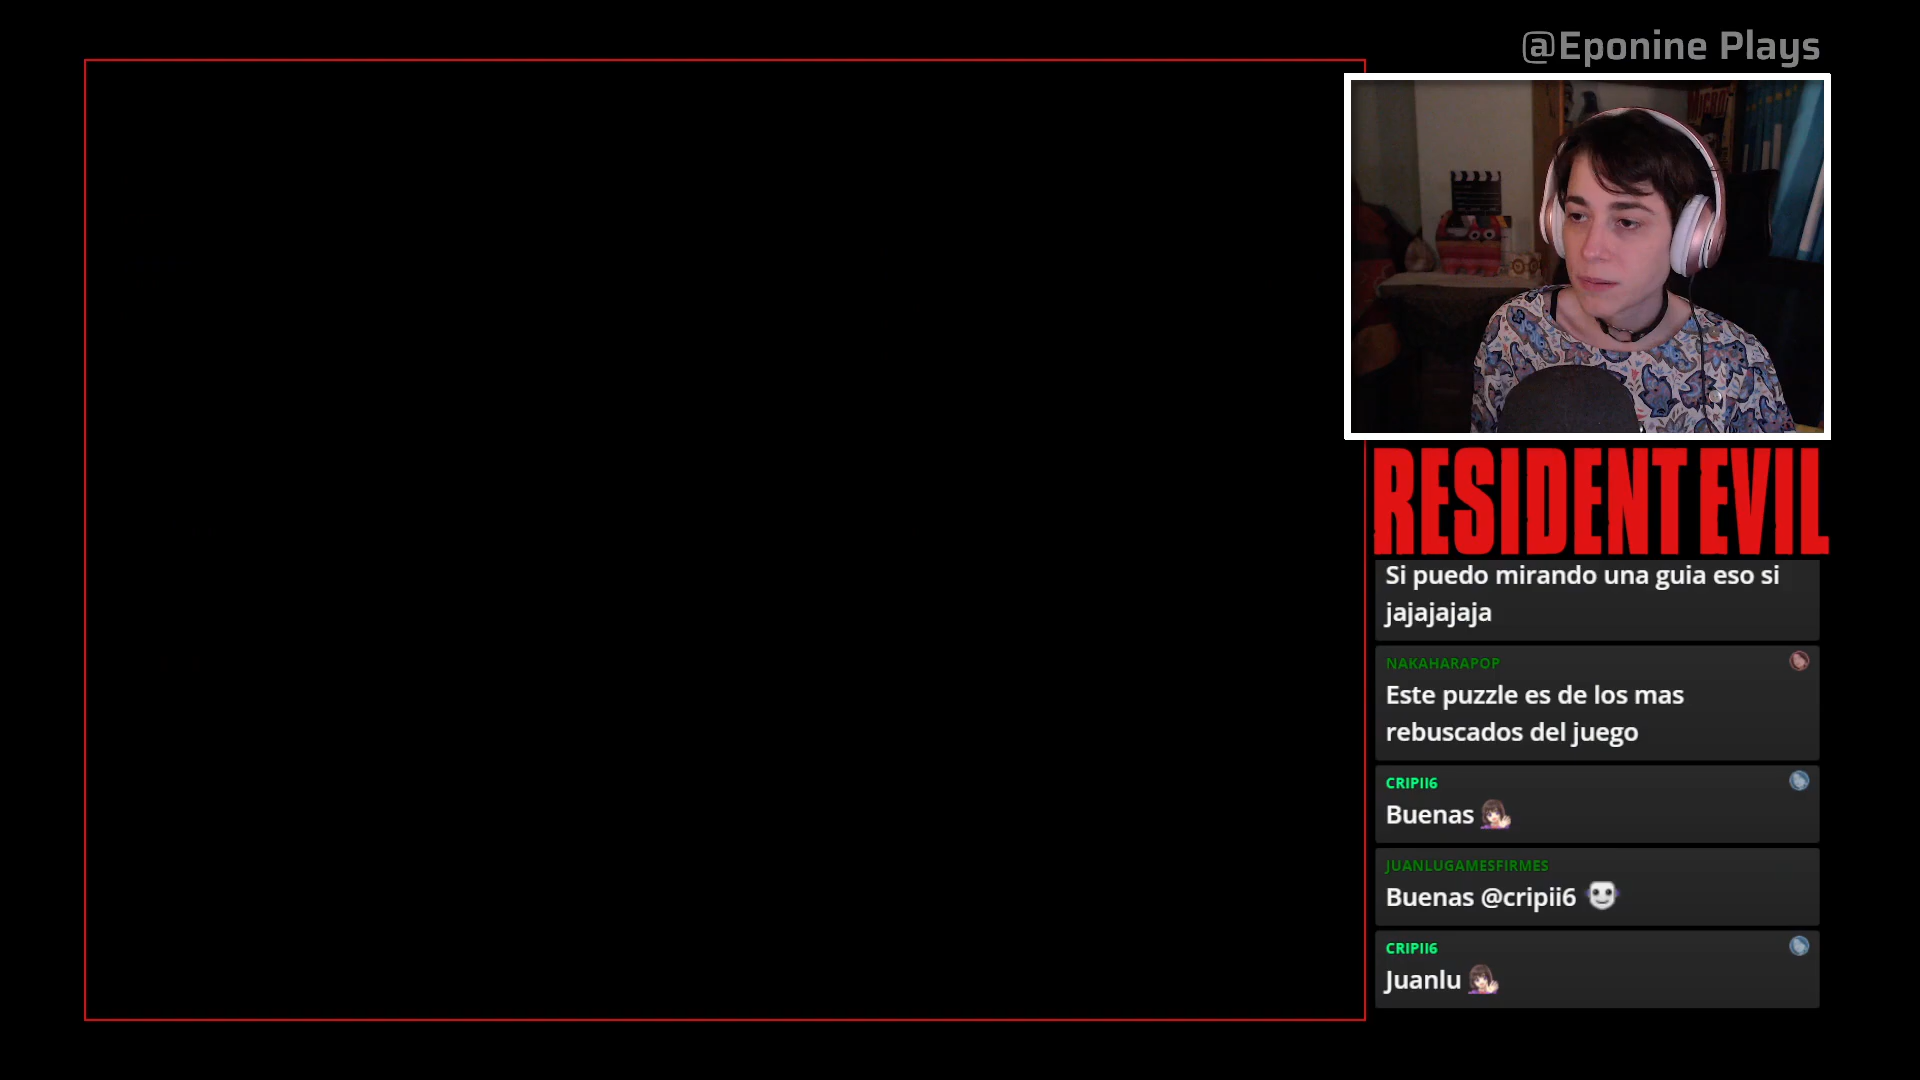 @Eponine Plays
RESIDENT EVIL
Si puedo mirando una guia eso si
jajajajaja
NAKAHARAPOP
Este puzzle es de los mas
rebuscados del juego
CRIPII6
Buenas
JUANLUGAMESFIRMES
Buenas @cripii6
CRIPII6
Juanlu